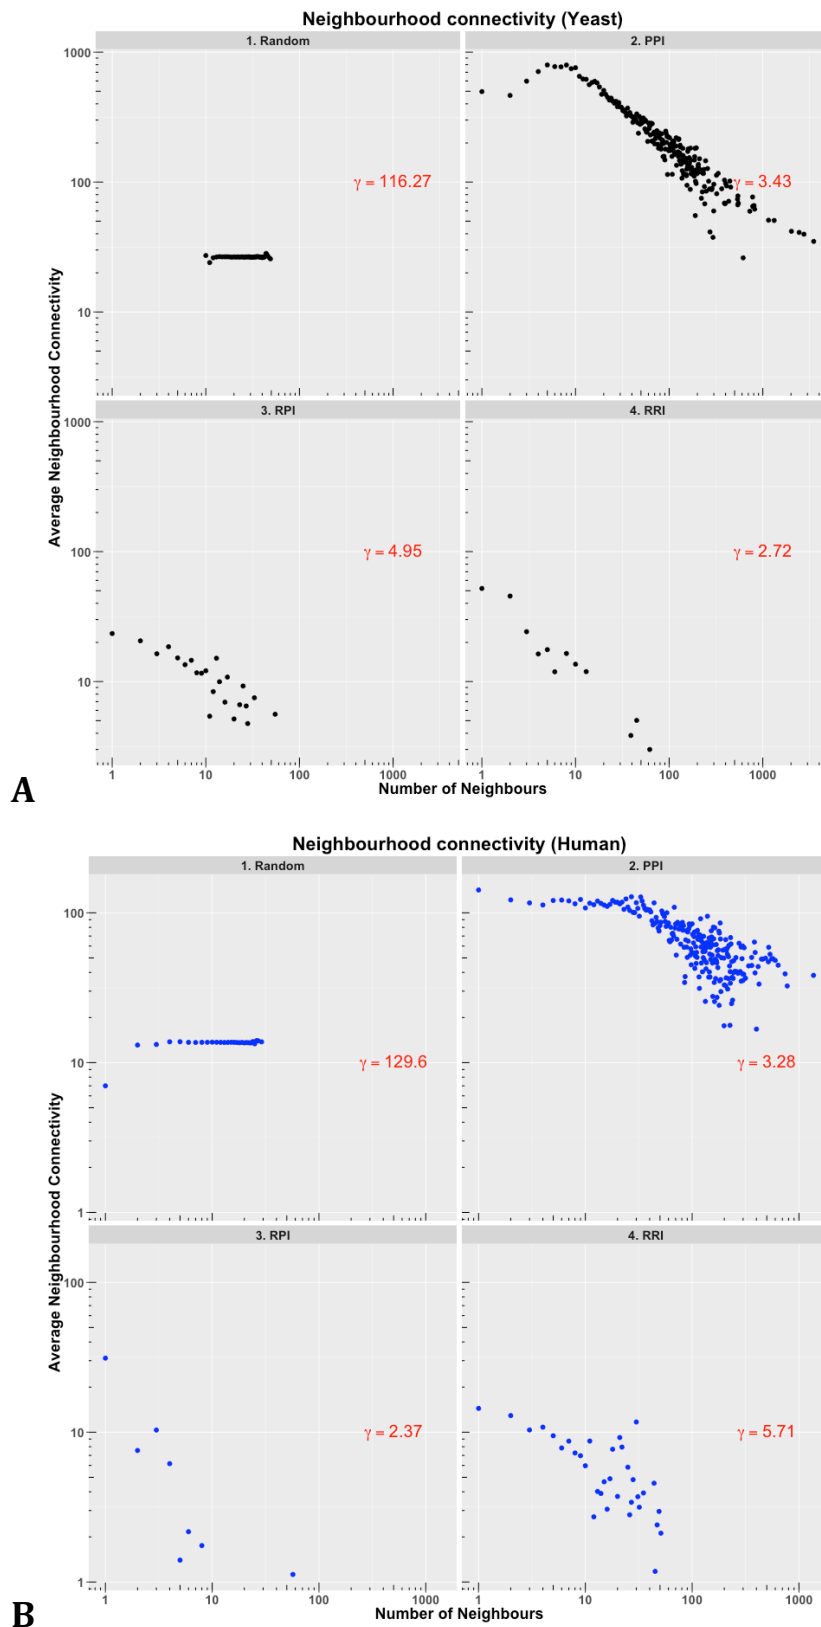 Neighbourhood connectivity (Yeast)
1. Random
2. PPI
1000
100
10
γ = 116.27
γ = 3.43
3. RPI
4. RRI
1000
100
10
γ = 4.95
γ = 2.72
1 10 100 1000
1 10 100 1000
Average Neighbourhood Connectivity
Number of Neighbours
A
Neighbourhood connectivity (Human)
1. Random
2. PPI
100
10
1
γ = 129.6
γ = 3.28
3. RPI
4. RRI
100
10
1
γ = 2.37
γ = 5.71
1 10 100 1000
1 10 100 1000
Average Neighbourhood Connectivity
Number of Neighbours
B